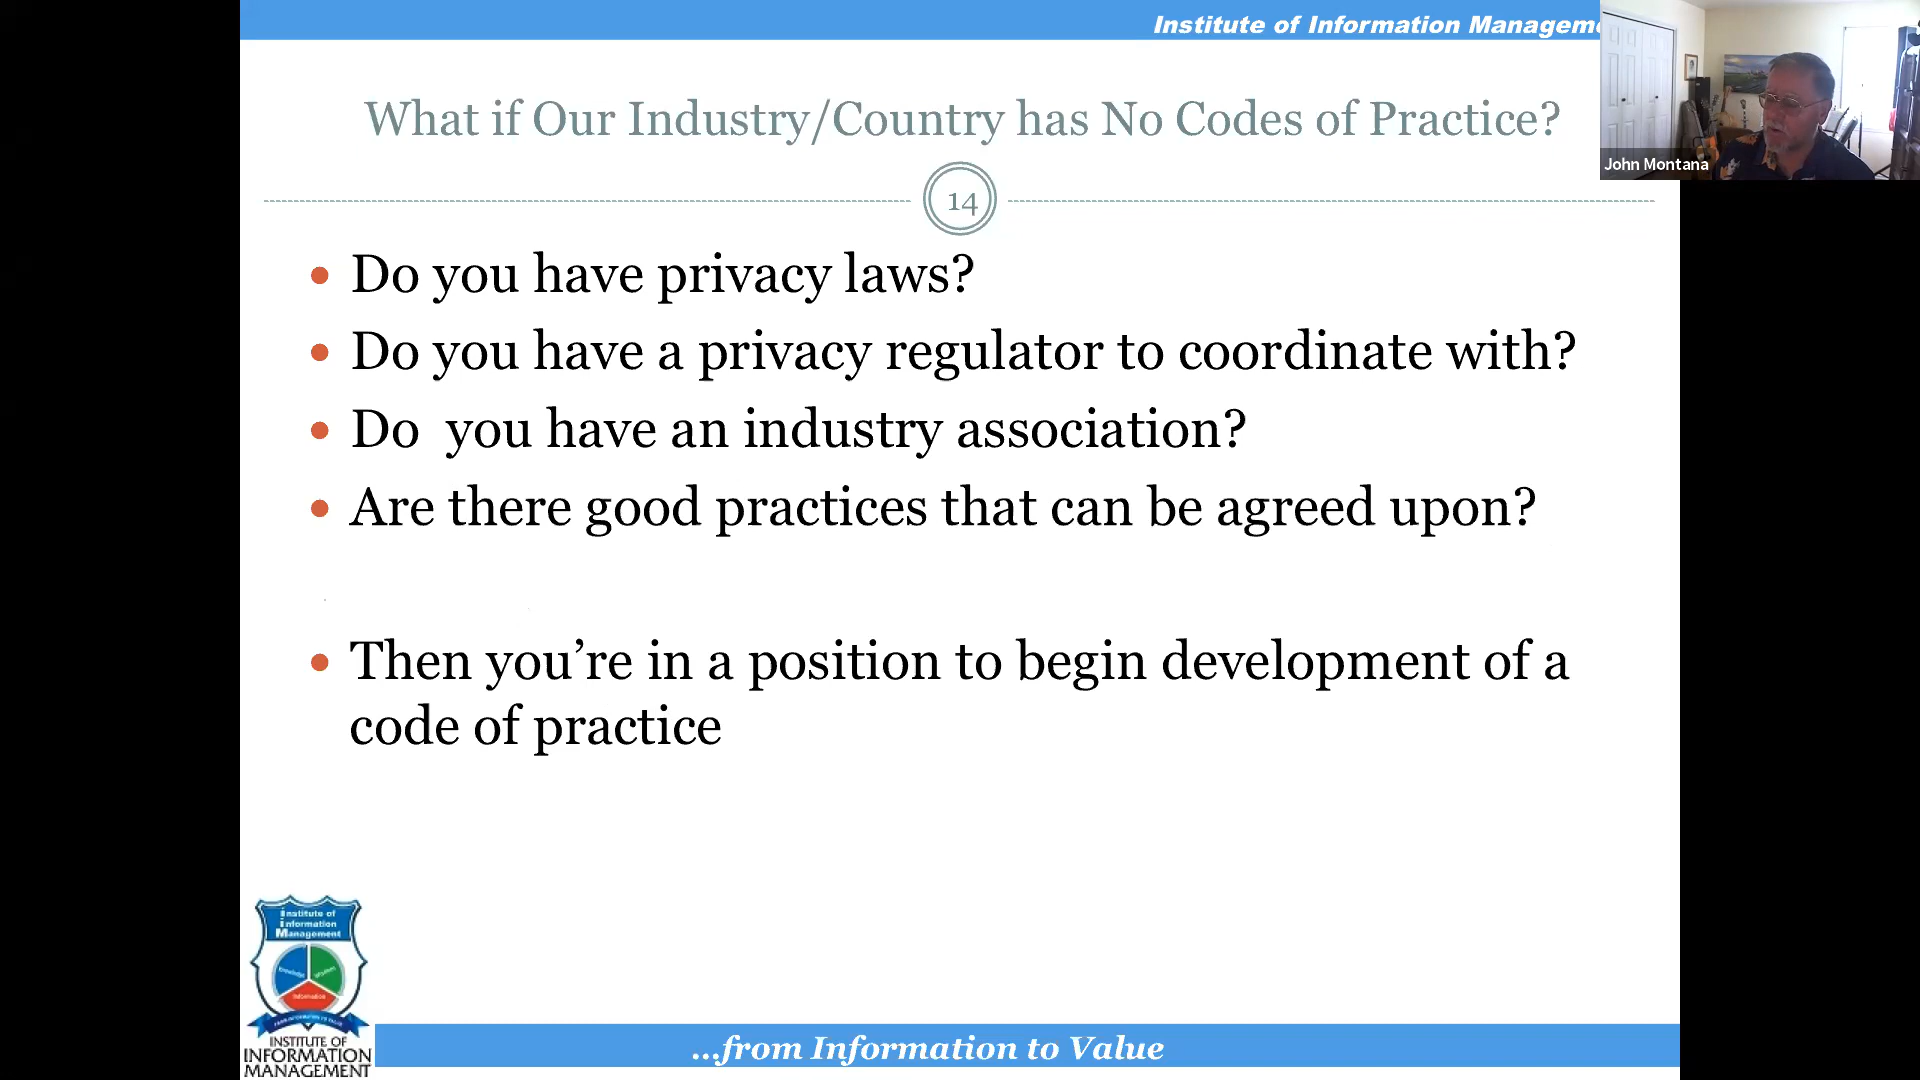 Institute of Information Managem
What if Our Industry/Country has No Codes of Practice?
John Montana
14
Do you have privacy laws?
Do you have a privacy regulator to coordinate with?
Do  you have an industry association?
Are there good practices that can be agreed upon?
Then you’re in a position to begin development of a
code of practice
Institute of
Information
Management
Knowledge
Wisdom
Information
INSTITUTE OF
INFORMATION
MANAGEMENT
...from Information to Value